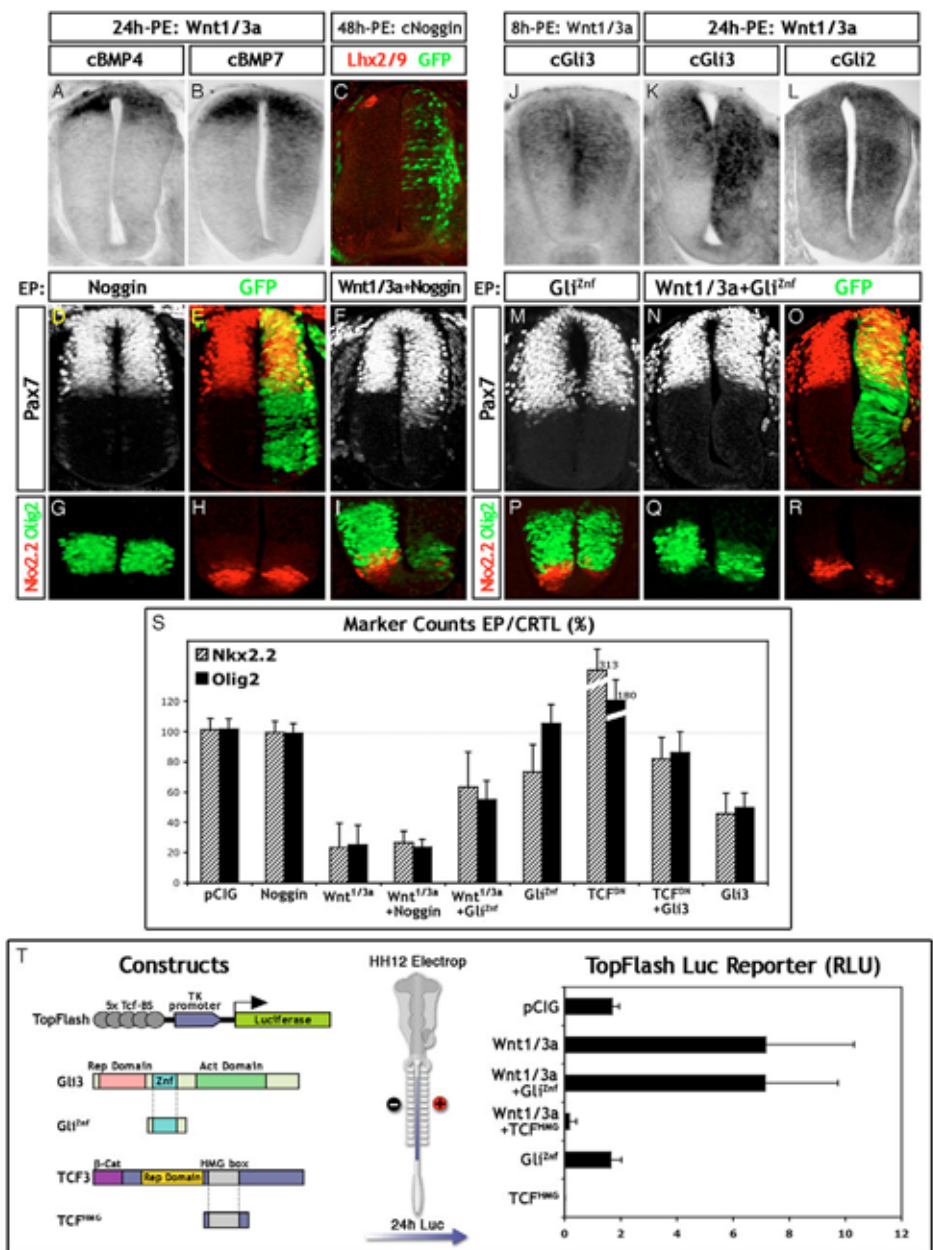 24h-PE: Wnt1/3a
48h-PE: cNoggin
8h-PE: Wnt1/3a
24h-PE: Wnt1/3a
cBMP4
cBMP7
Lhx2/9 GFP
cGli3
cGli3
cGli2
A
B
C
J
K
L
EP:
Noggin
GFP
Wnt1/3a+Noggin
EP:
Gli^Znf
Wnt1/3a+Gli^Znf
GFP
Pax7
D
E
F
Pax7
M
N
O
Nkx2.2 Olig2
G
H
I
Nkx2.2 Olig2
P
Q
R
S
Marker Counts EP/CRTL (%)
Nkx2.2
Olig2
313
180
120
100
80
60
40
20
0
pCIG
Noggin
Wnt^1/3a
Wnt^1/3a +Noggin
Wnt^1/3a +Gli^Znf
Gli^Znf
TCF^DN
TCF^DN +Gli3
Gli3
T
Constructs
HH12 Electrop
TopFlash Luc Reporter (RLU)
5x Tcf-BS
TK promoter
TopFlash
Luciferase
Rep Domain
Act Domain
Gli3
Znf
Gli^Znf
β-Cat
HMG box
TCF3
Rep Domain
TCF^HMG
24h Luc
pCIG
Wnt1/3a
Wnt1/3a +Gli^Znf
Wnt1/3a +TCF^HMG
Gli^Znf
TCF^HMG
0 2 4 6 8 10 12